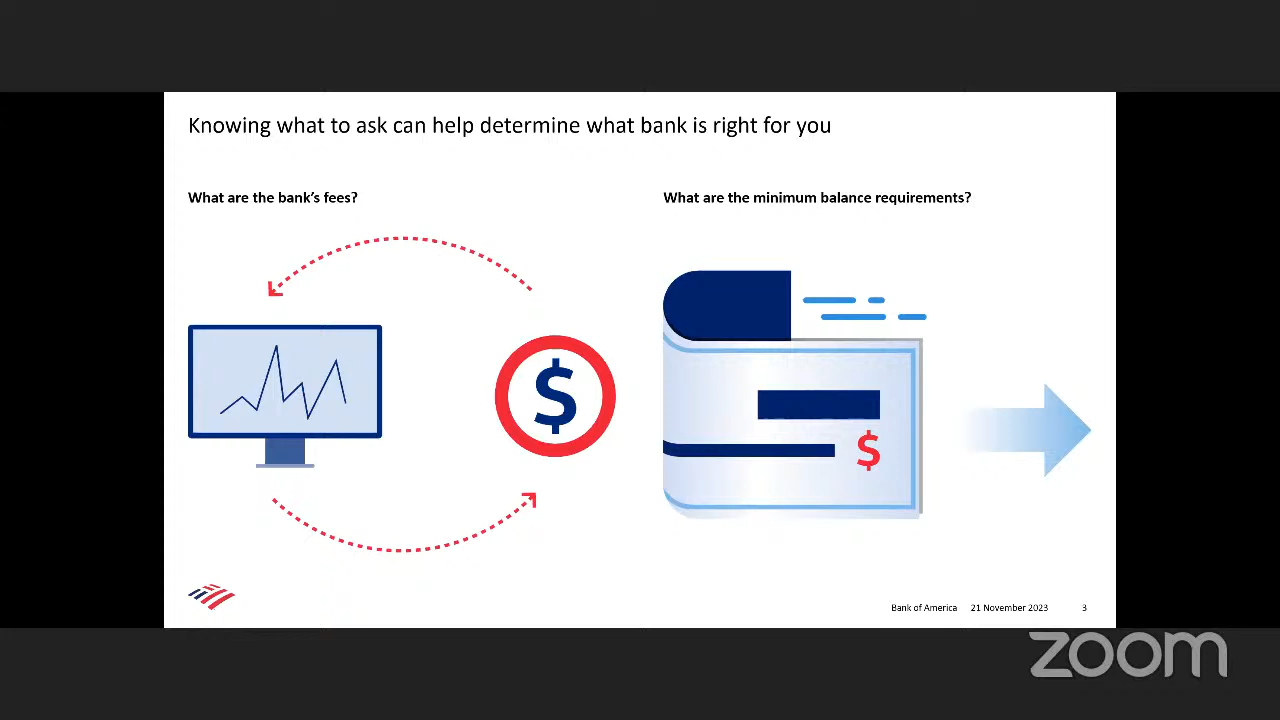 Knowing what to ask can help determine what bank is right for you
What are the bank's fees?
What are the minimum balance requirements?
$
$
Bank of America 21 November 2023 3
zoom